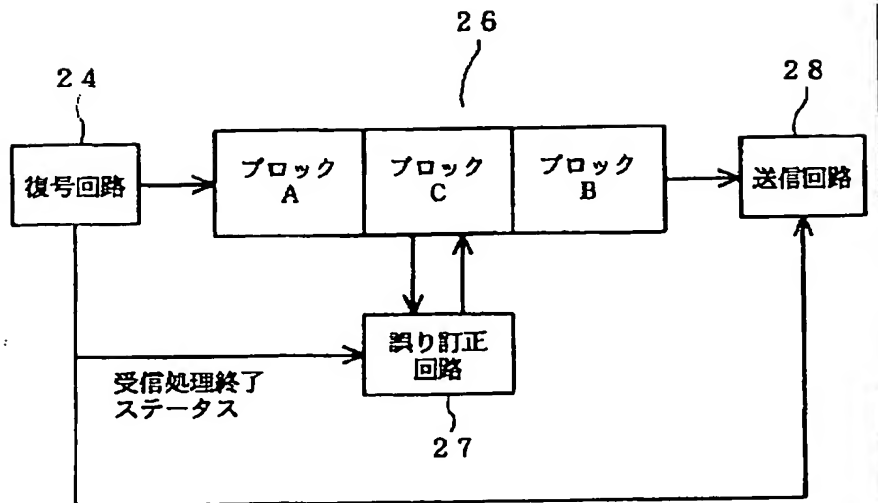 26
24
28
復号回路
ブロック
A
ブロック
C
ブロック
B
送信回路
誤り訂正
回路
受信処理終了
ステータス
27